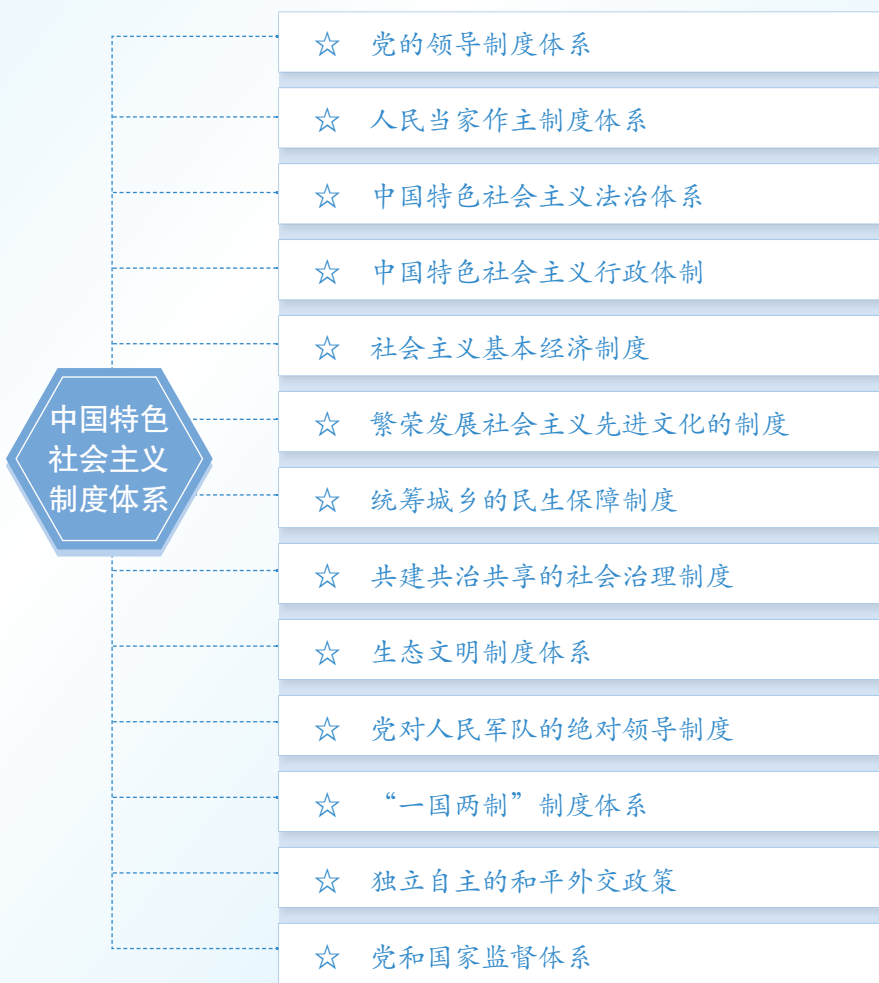 ☆ 党的领导制度体系
☆ 人民当家作主制度体系
☆ 中国特色社会主义法治体系
☆ 中国特色社会主义行政体制
☆ 社会主义基本经济制度
中国特色
社会主义
制度体系
☆ 繁荣发展社会主义先进文化的制度
☆ 统筹城乡的民生保障制度
☆ 共建共治共享的社会治理制度
☆ 生态文明制度体系
☆ 党对人民军队的绝对领导制度
☆ “一国两制”制度体系
☆ 独立自主的和平外交政策
☆ 党和国家监督体系